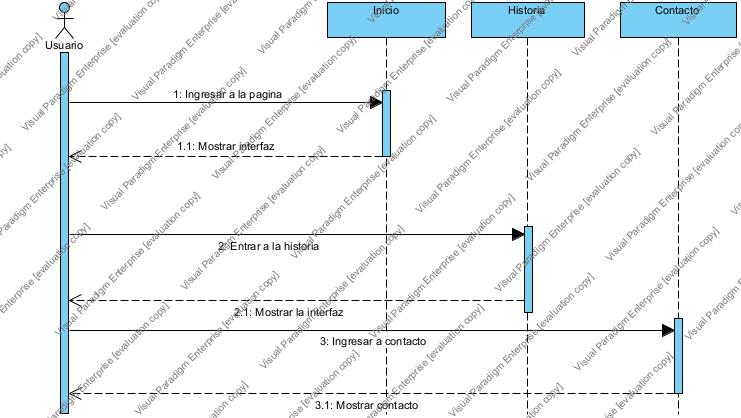 Inicio
Historia
Contacto
Usuario
1: Ingresar a la pagina
1.1: Mostrar interfaz
2: Entrar a la historia
2.1: Mostrar la interfaz
3: Ingresar a contacto
3.1: Mostrar contacto
Visual Paradigm Enterprise [evaluation copy]